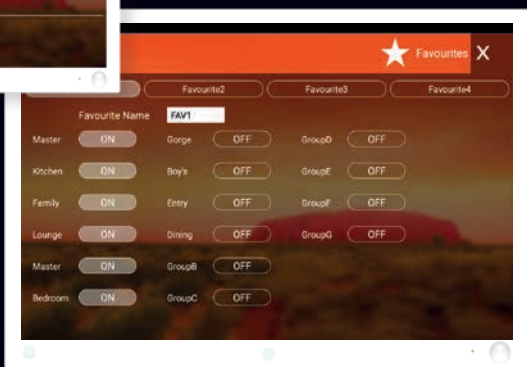 Favourites X
Favourite2 Favourite3 Favourite4
Favourite Name FAV1
Master ON Gorge OFF GroupD OFF
Kitchen ON Boy's OFF GroupE OFF
Family ON Entry OFF GroupF OFF
Lounge ON Dining OFF GroupG OFF
Master ON GroupB OFF
Bedroom ON GroupC OFF